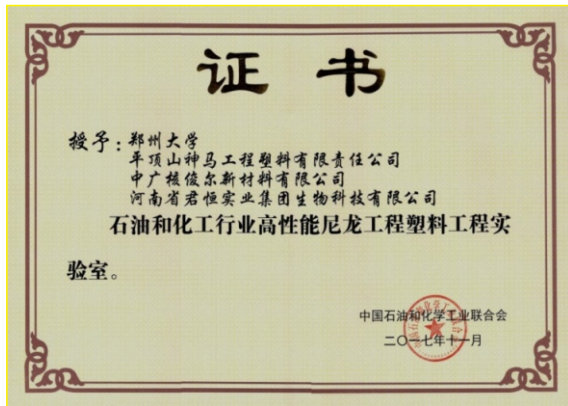 证 书
授予：郑州大学
平顶山神马工程塑料有限责任公司
中广核俊尔新材料有限公司
河南省君恒实业集团生物科技有限公司
石油和化工行业高性能尼龙工程塑料工程实
验室。
中国石油和化学工业联合会
二〇一七年十一月